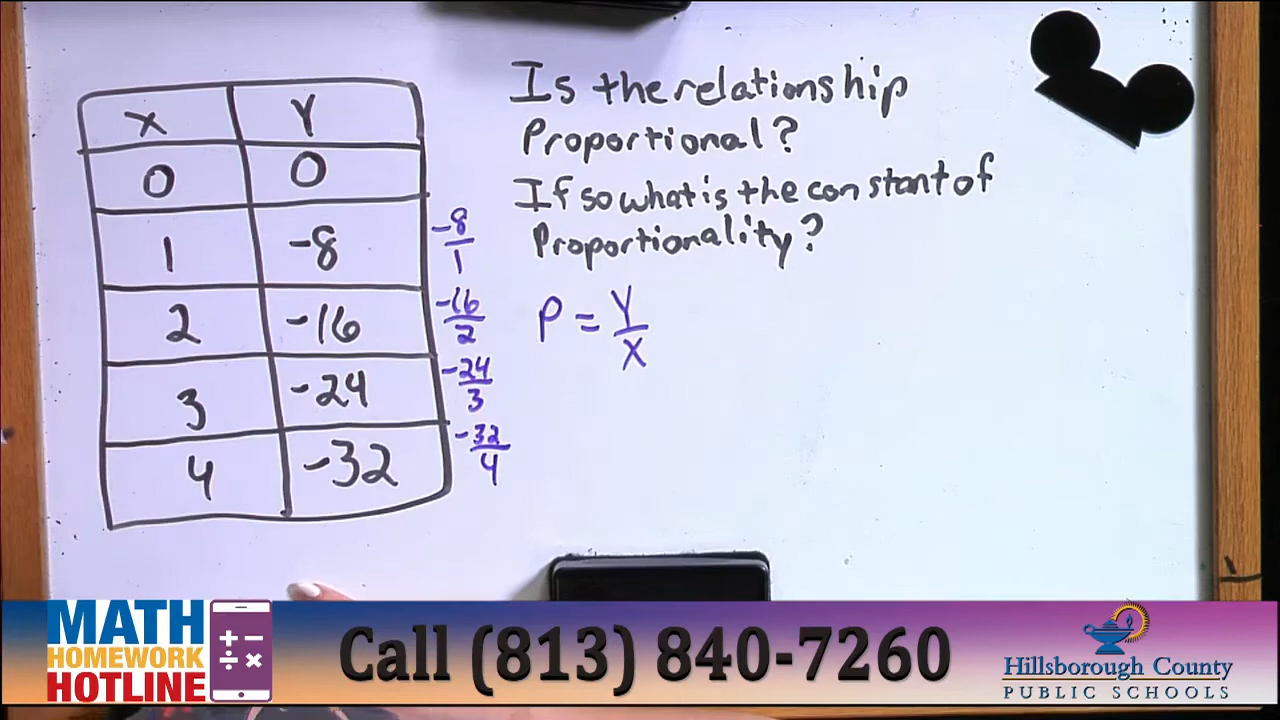 X Y
0 0
1 -8 -8/1
2 -16 -16/2
3 -24 -24/3
4 -32 -32/4
Is the relationship
Proportional?
If so what is the constant of
Proportionality?
P = Y/X
MATH
HOMEWORK
HOTLINE
+ −
÷ ×
Call (813) 840-7260
Hillsborough County
PUBLIC SCHOOLS